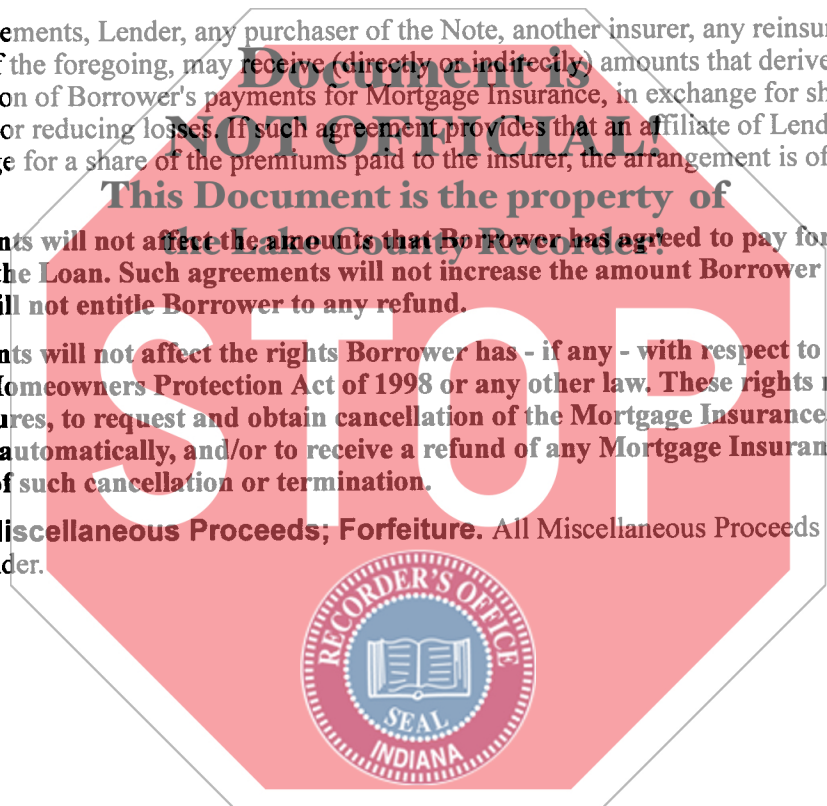 ements, Lender, any purchaser of the Note, another insurer, any reinsu
Document is
f the foregoing, may receive (directly or indirectly) amounts that derive
on of Borrower's payments for Mortgage Insurance, in exchange for sh
NOT OFFICIAL!
or reducing losses. If such agreement provides that an affiliate of Lend
e for a share of the premiums paid to the insurer, the arrangement is of
This Document is the property of
the Lake County Recorder!
nts will not affect the amounts that Borrower has agreed to pay for
he Loan. Such agreements will not increase the amount Borrower
ill not entitle Borrower to any refund.
STOP
nts will not affect the rights Borrower has - if any - with respect to
omeowners Protection Act of 1998 or any other law. These rights
ures, to request and obtain cancellation of the Mortgage Insurance
automatically, and/or to receive a refund of any Mortgage Insuran
of such cancellation or termination.
iscellaneous Proceeds; Forfeiture. All Miscellaneous Proceeds
der.
RECORDER'S OFFICE
SEAL
INDIANA